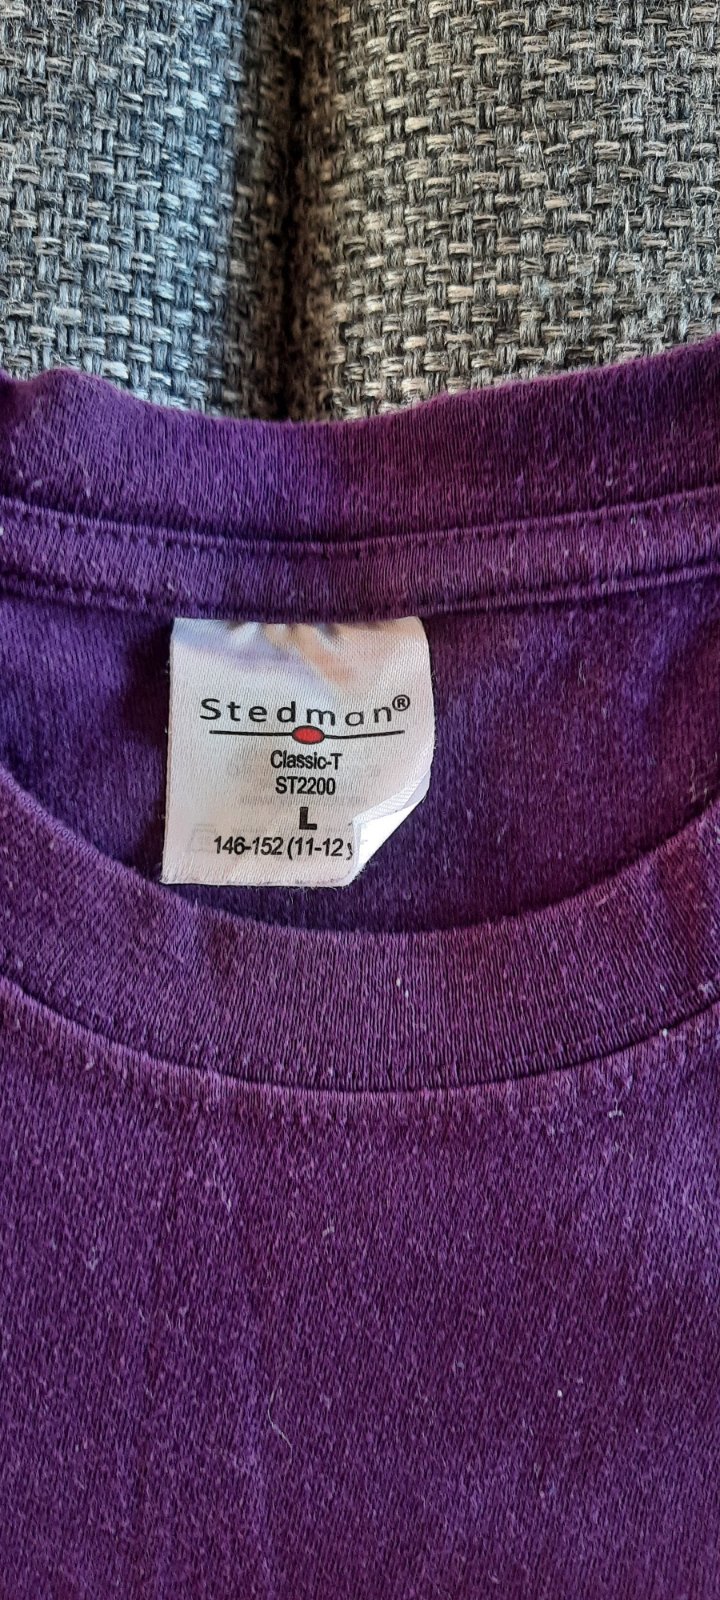 Stedman®
Classic-T
ST2200
L
146-152 (11-12 y